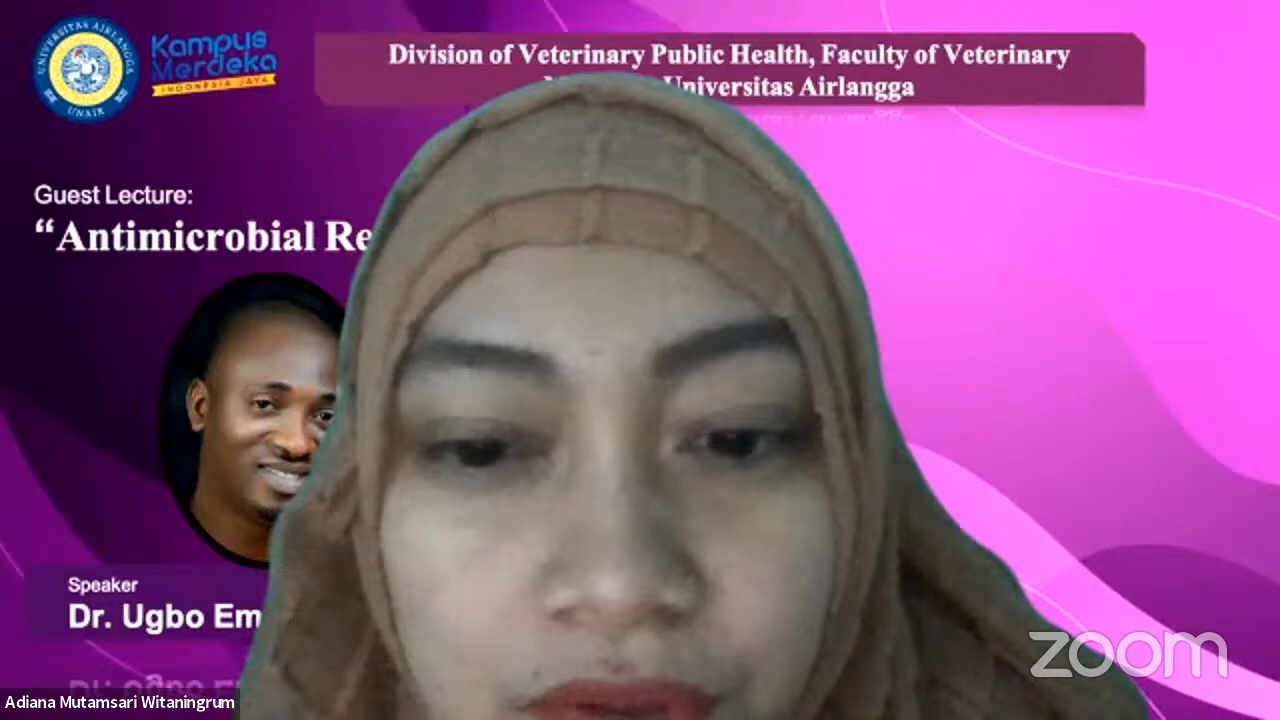 UNIVERSITAS AIRLANGGA
UNAIR
Kampus
Merdeka
INDONESIA JAYA
Division of Veterinary Public Health, Faculty of Veterinary
Universitas Airlangga
Guest Lecture:
“Antimicrobial Re
Speaker
Dr. Ugbo Em
zoom
Adiana Mutamsari Witaningrum